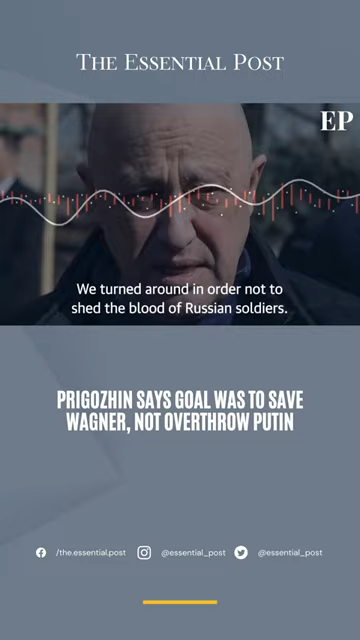 The Essential Post
EP
We turned around in order not to
shed the blood of Russian soldiers.
PRIGOZHIN SAYS GOAL WAS TO SAVE
WAGNER, NOT OVERTHROW PUTIN
/the.essential.post
@essential_post
@essential_post